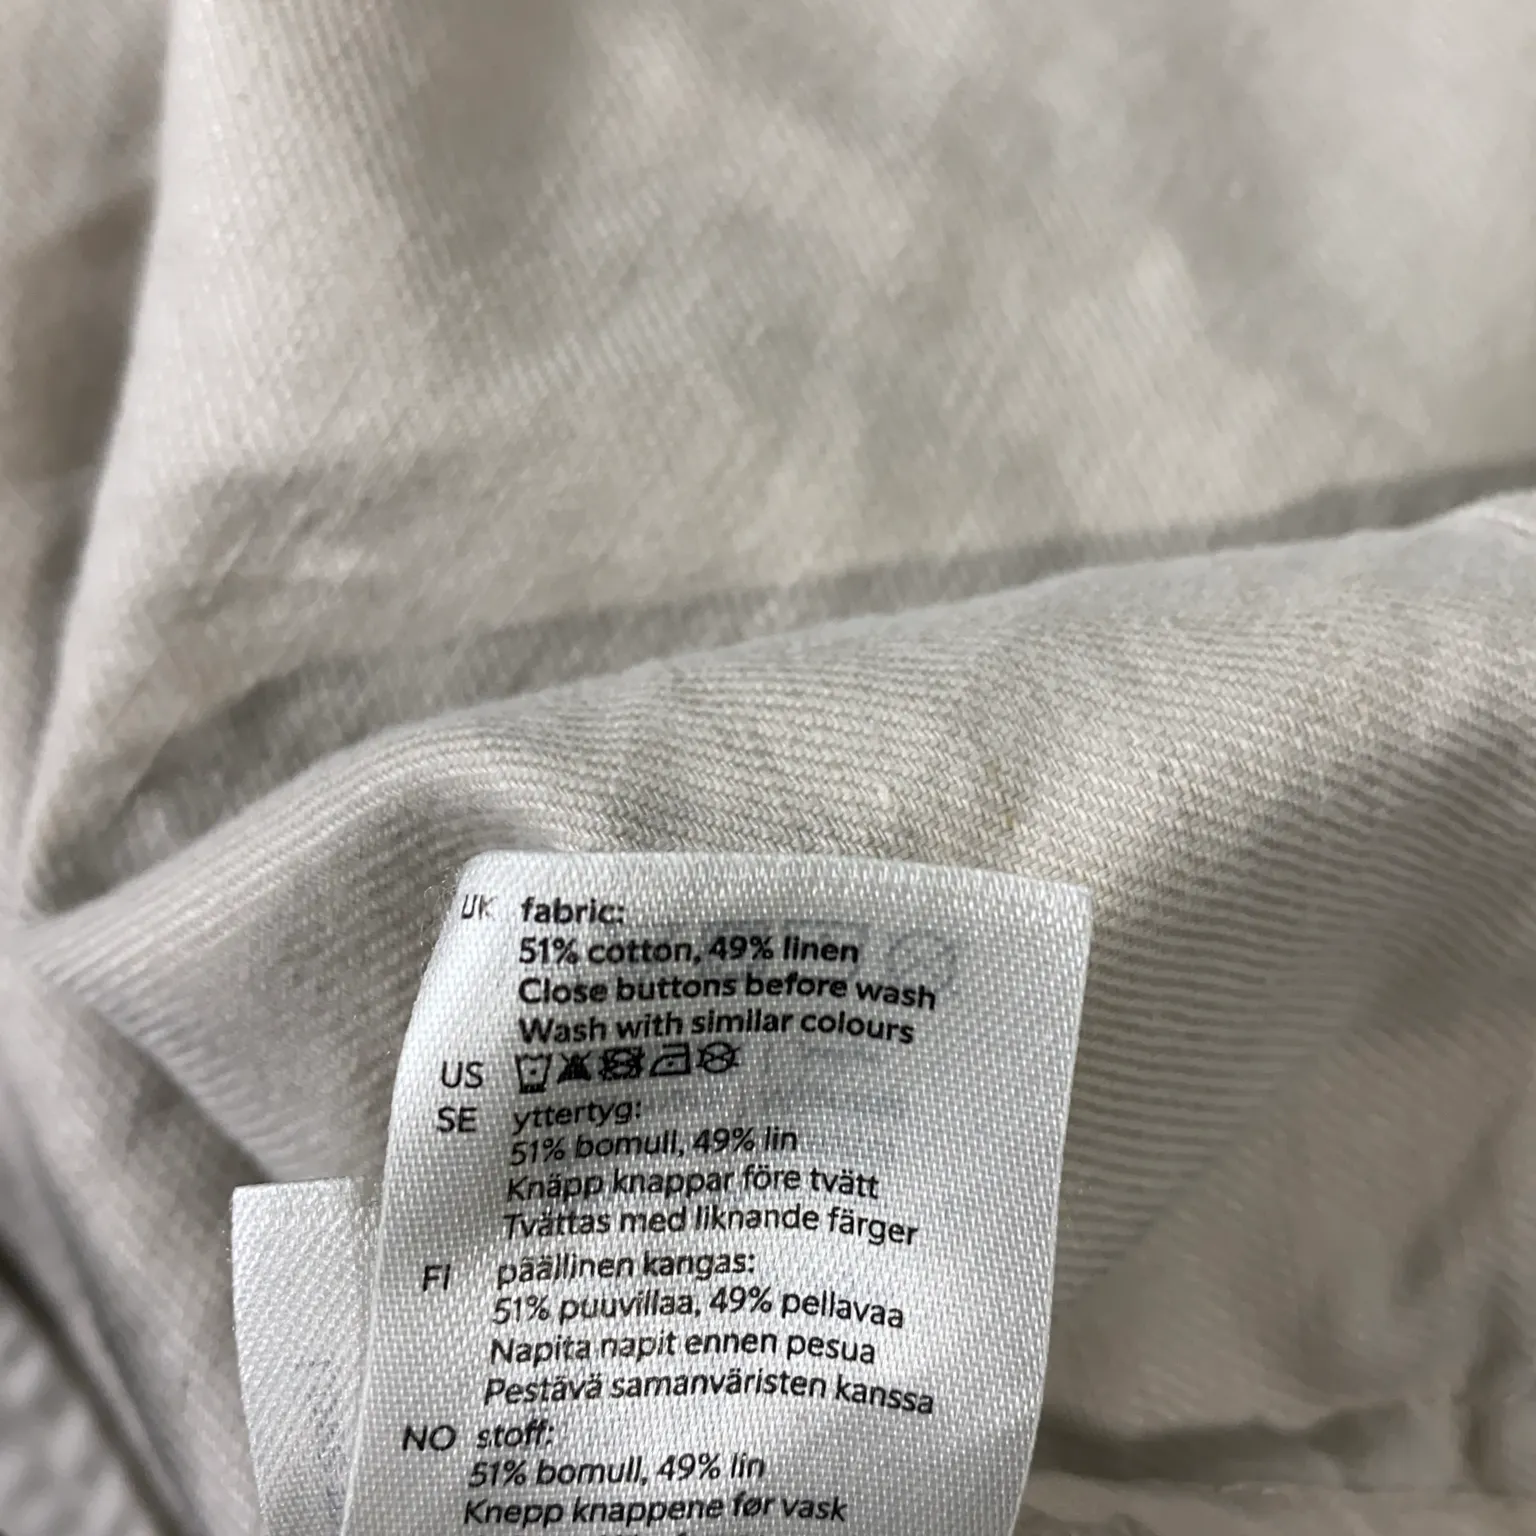 UK fabric:
51% cotton, 49% linen
Close buttons before wash
Wash with similar colours
US
SE yttertyg:
51% bomull, 49% lin
Knäpp knappar före tvätt
Tvättas med liknande färger
FI päällinen kangas:
51% puuvillaa, 49% pellavaa
Napita napit ennen pesua
Pestävä samanväristen kanssa
NO stoff:
51% bomull, 49% lin
Knepp knappene før vask